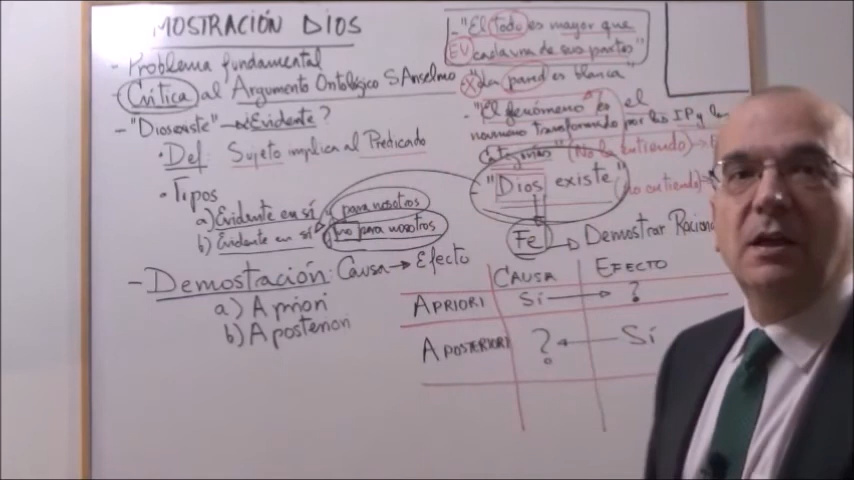 MOSTRACIÓN DIOS
- Problema fundamental
- Crítica al Argumento Ontológico S Anselmo
- "Dios existe" → Evidente?
• Def: Sujeto implica al Predicado
• Tipos
a) Evidente en sí y para nosotros
b) Evidente en sí y no para nosotros
- Demostración: Causa → Efecto
a) A priori
b) A posteriori
- "El todo es mayor que
EV cada una de sus partes"
X "La pared es blanca"
- "El fenómeno es el
noumeno transformado por las IP y las
Categorías" (No la entiendo) →
- "Dios existe" (no entiendo) →
Fe → Demostrar
CAUSA EFECTO
APRIORI Sí → ?
APOSTERIORI ? ← Sí